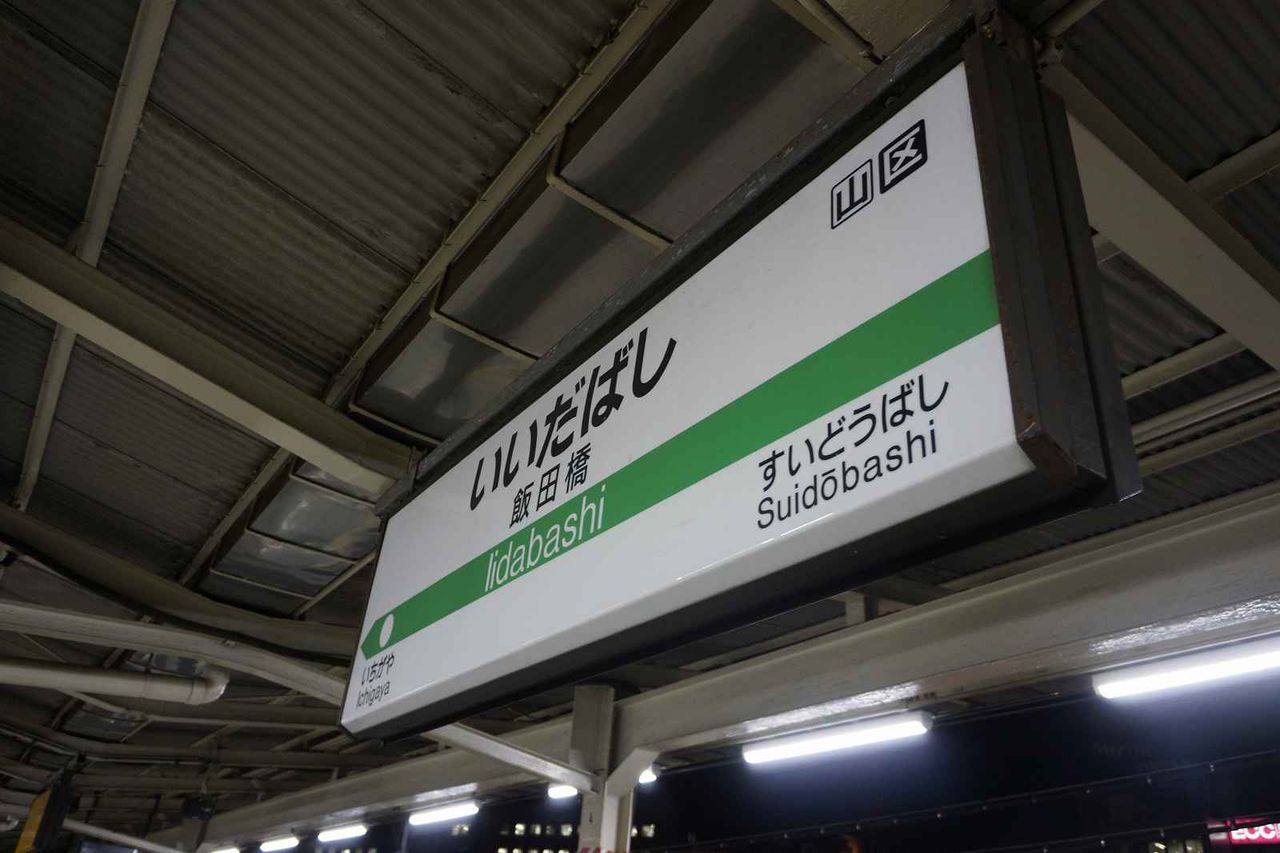 山 区
いいだばし
飯田橋
Iidabashi
すいどうばし
Suidōbashi
いちがや
Ichigaya